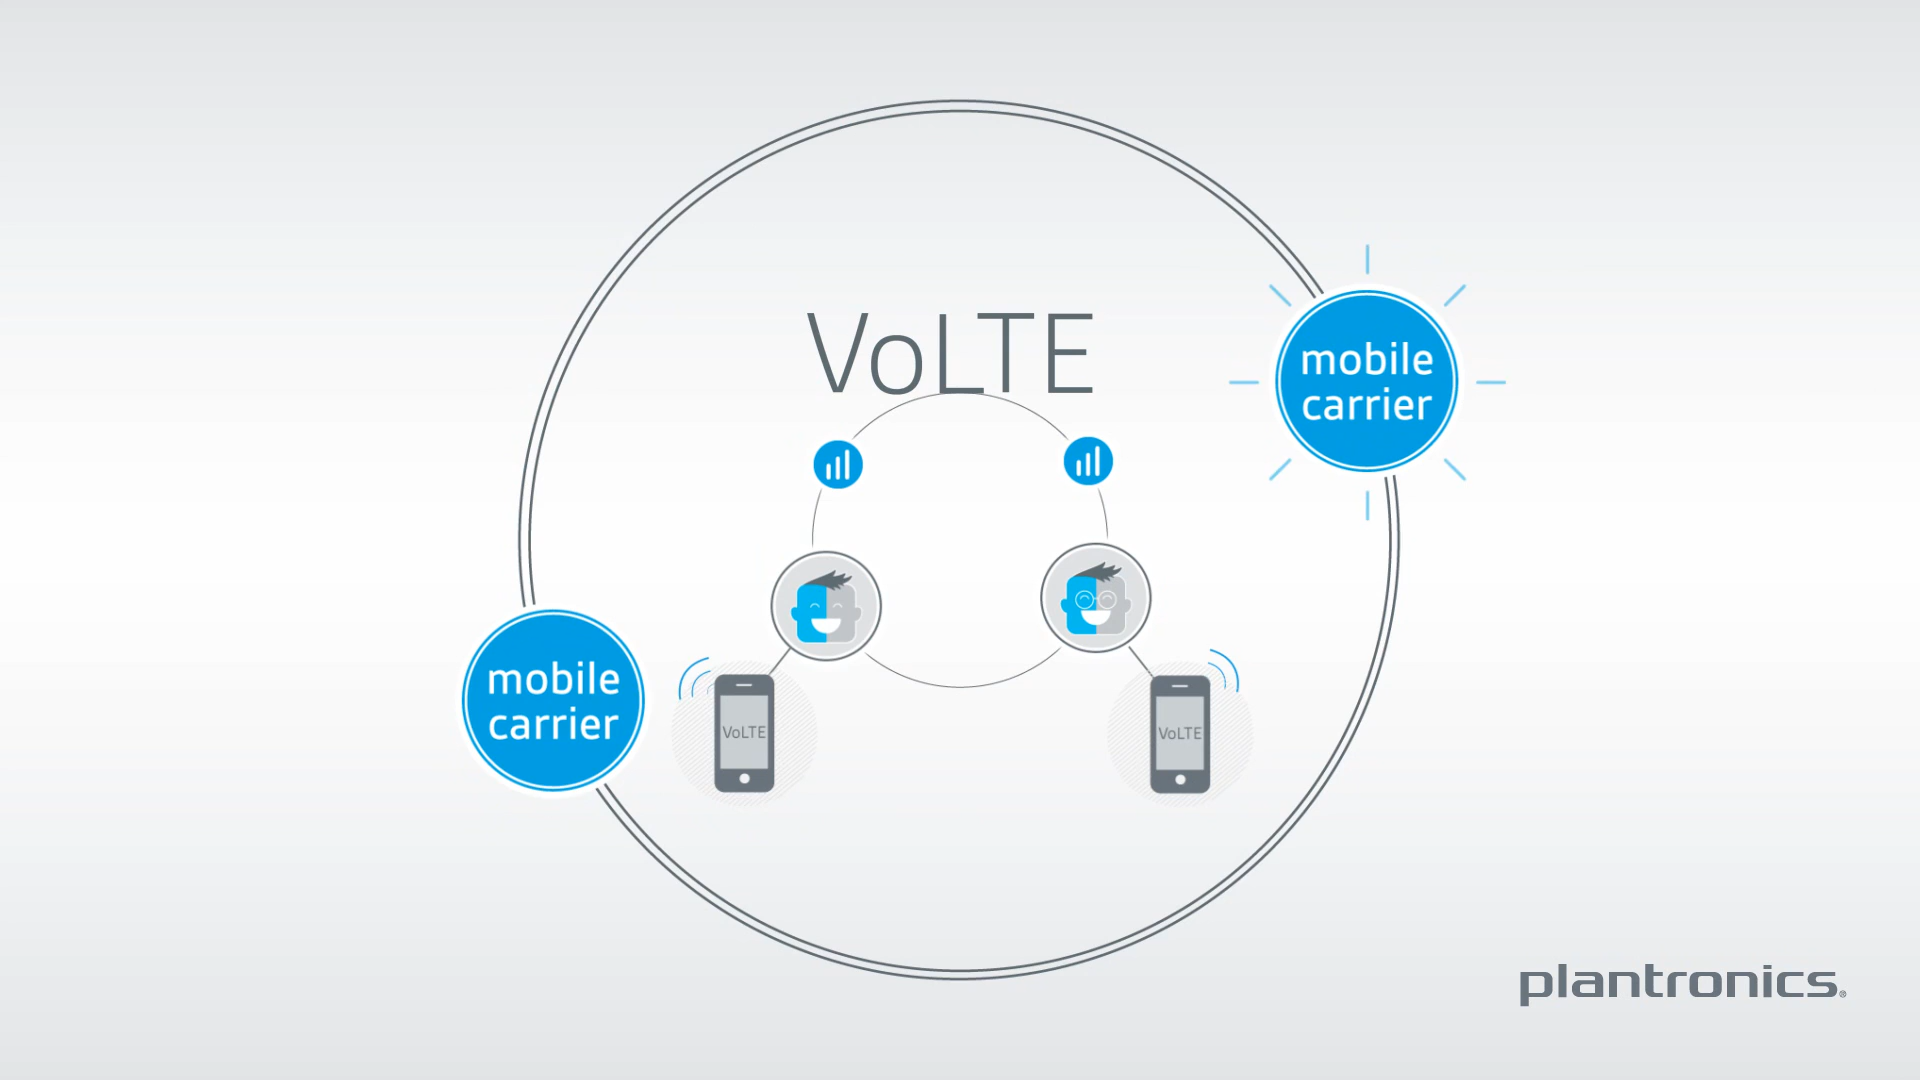 VoLTE
mobile
carrier
mobile
carrier
VoLTE
VoLTE
plantronics®